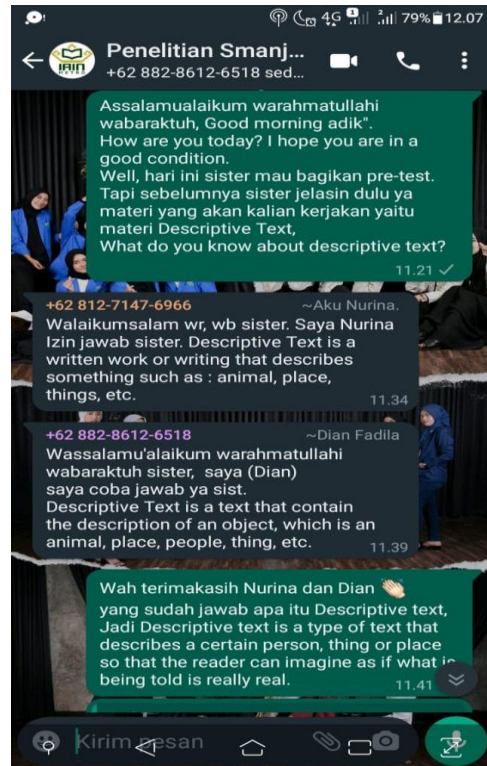 4G 79% 12.07
Penelitian Smanj...
+62 882-8612-6518 sed...
IAIN
METRO
Assalamualaikum warahmatullahi
wabaraktuh, Good morning adik".
How are you today? I hope you are in a
good condition.
Well, hari ini sister mau bagikan pre-test.
Tapi sebelumnya sister jelasin dulu ya
materi yang akan kalian kerjakan yaitu
materi Descriptive Text,
What do you know about descriptive text?
11.21
+62 812-7147-6966 ~Aku Nurina.
Walaikumsalam wr, wb sister. Saya Nurina
Izin jawab sister. Descriptive Text is a
written work or writing that describes
something such as : animal, place,
things, etc.
11.34
+62 882-8612-6518 ~Dian Fadila
Wassalamu'alaikum warahmatullahi
wabaraktuh sister, saya (Dian)
saya coba jawab ya sist.
Descriptive Text is a text that contain
the description of an object, which is an
animal, place, people, thing, etc.
11.39
Wah terimakasih Nurina dan Dian 👏
yang sudah jawab apa itu Descriptive text,
Jadi Descriptive text is a type of text that
describes a certain person, thing or place
so that the reader can imagine as if what is
being told is really real.
11.41
Kirim pesan